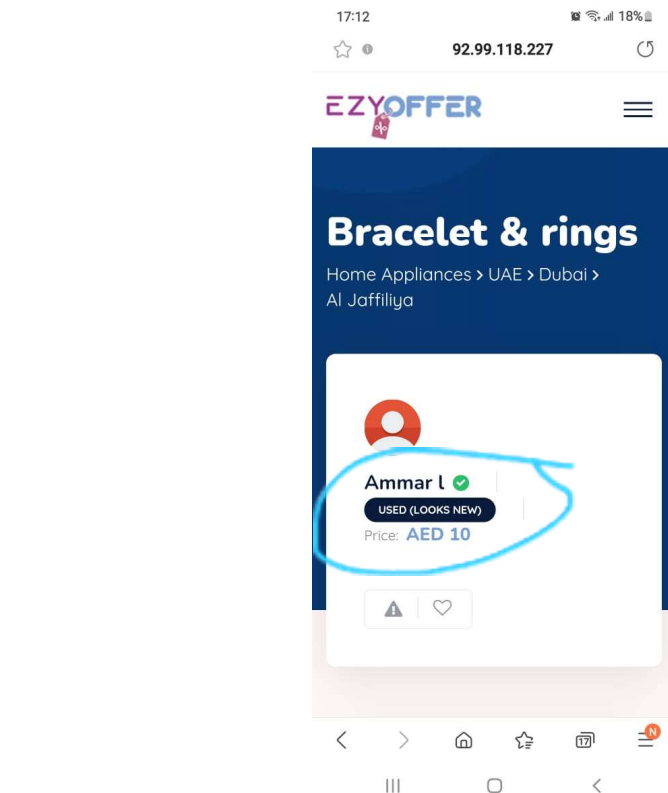 17:12
18%
92.99.118.227
EZYOFFER
Bracelet & rings
Home Appliances > UAE > Dubai >
Al Jaffiliya
Ammar l
USED (LOOKS NEW)
Price: AED 10
17
N